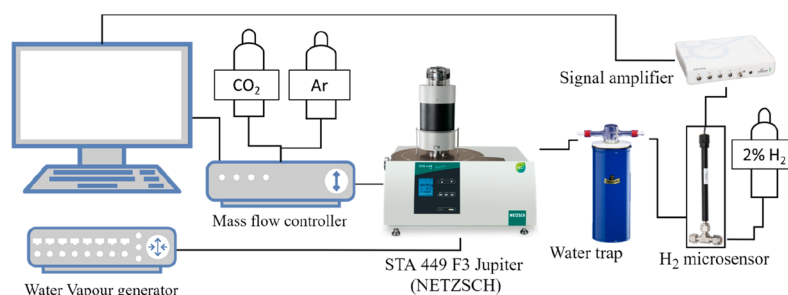 CO₂
Ar
Signal amplifier
2% H₂
Mass flow controller
STA 449 F3 Jupiter
(NETZSCH)
NETZSCH
Water trap
H₂ microsensor
Water Vapour generator